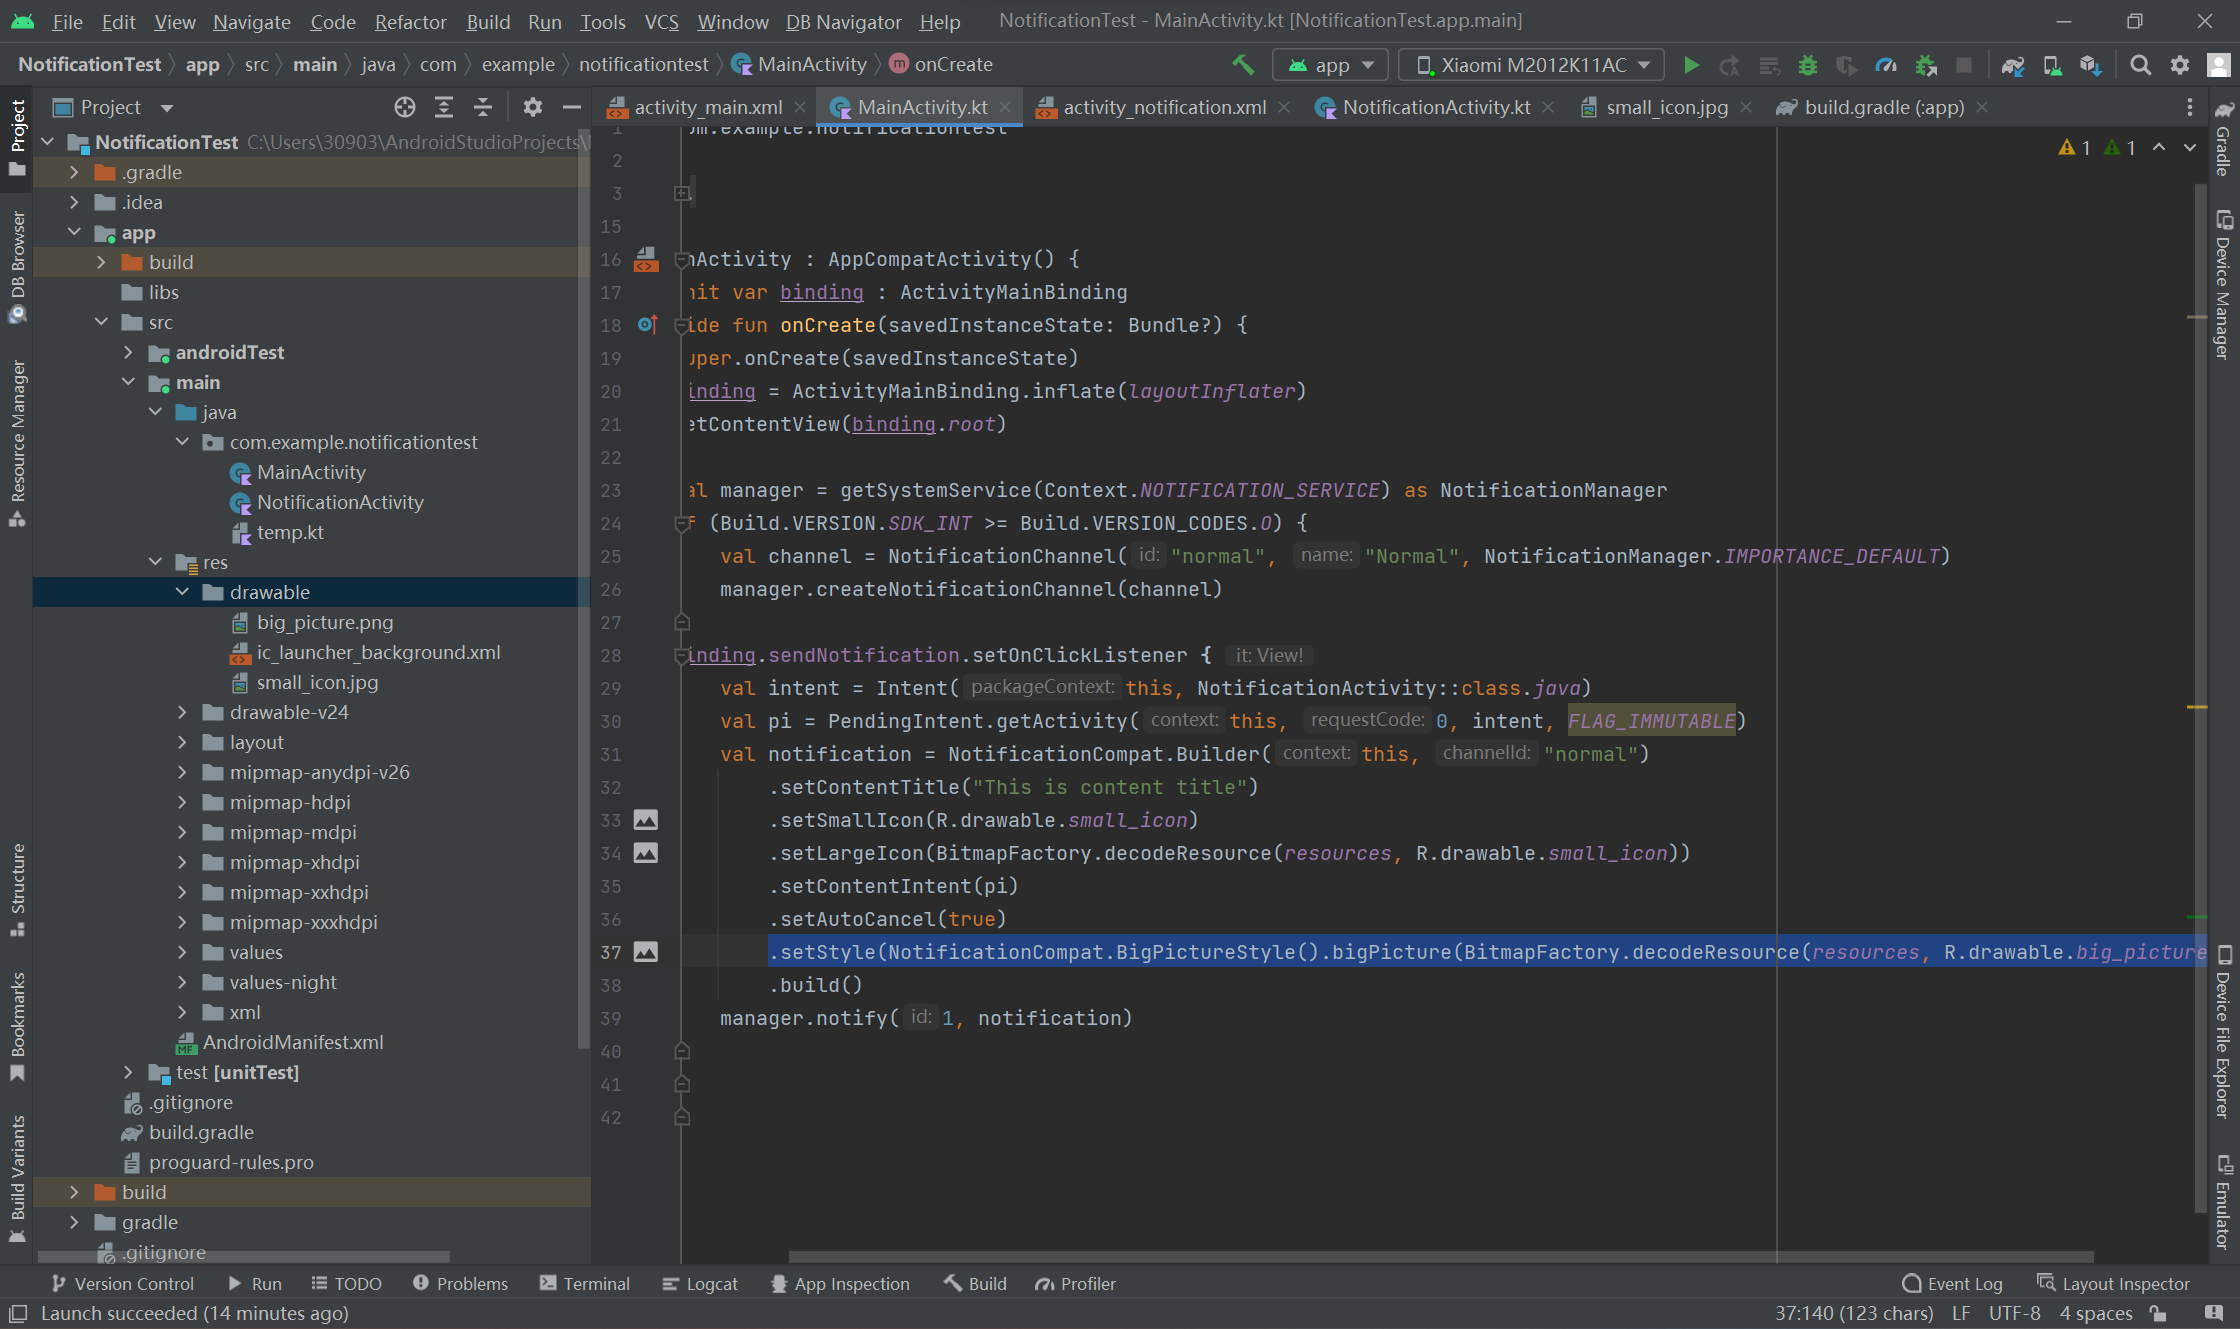 File Edit View Navigate Code Refactor Build Run Tools VCS Window DB Navigator Help NotificationTest - MainActivity.kt [NotificationTest.app.main]
NotificationTest app src main java com example notificationtest MainActivity onCreate app Xiaomi M2012K11AC
Project
activity_main.xml MainActivity.kt activity_notification.xml NotificationActivity.kt small_icon.jpg build.gradle (:app)
Project
DB Browser
Resource Manager
Structure
Bookmarks
Build Variants
NotificationTest C:\Users\30903\AndroidStudioProjects\
.gradle
.idea
app
build
libs
src
androidTest
main
java
com.example.notificationtest
MainActivity
NotificationActivity
temp.kt
res
drawable
big_picture.png
ic_launcher_background.xml
small_icon.jpg
drawable-v24
layout
mipmap-anydpi-v26
mipmap-hdpi
mipmap-mdpi
mipmap-xhdpi
mipmap-xxhdpi
mipmap-xxxhdpi
values
values-night
xml
AndroidManifest.xml
test [unitTest]
.gitignore
build.gradle
proguard-rules.pro
build
gradle
.gitignore
1 om.example.notificationtest
2
3 .
15
16 nActivity : AppCompatActivity() {
17 nit var binding : ActivityMainBinding
18 ide fun onCreate(savedInstanceState: Bundle?) {
19 uper.onCreate(savedInstanceState)
20 inding = ActivityMainBinding.inflate(layoutInflater)
21 etContentView(binding.root)
22
23 al manager = getSystemService(Context.NOTIFICATION_SERVICE) as NotificationManager
24 f (Build.VERSION.SDK_INT >= Build.VERSION_CODES.O) {
25 val channel = NotificationChannel( id: "normal", name: "Normal", NotificationManager.IMPORTANCE_DEFAULT)
26 manager.createNotificationChannel(channel)
27
28 inding.sendNotification.setOnClickListener { it: View!
29 val intent = Intent( packageContext: this, NotificationActivity::class.java)
30 val pi = PendingIntent.getActivity( context: this, requestCode: 0, intent, FLAG_IMMUTABLE)
31 val notification = NotificationCompat.Builder( context: this, channelId: "normal")
32 .setContentTitle("This is content title")
33 .setSmallIcon(R.drawable.small_icon)
34 .setLargeIcon(BitmapFactory.decodeResource(resources, R.drawable.small_icon))
35 .setContentIntent(pi)
36 .setAutoCancel(true)
37 .setStyle(NotificationCompat.BigPictureStyle().bigPicture(BitmapFactory.decodeResource(resources, R.drawable.big_picture
38 .build()
39 manager.notify( id: 1, notification)
40
41
42
1 1
Gradle
Device Manager
Device File Explorer
Emulator
Version Control Run TODO Problems Terminal Logcat App Inspection Build Profiler Event Log Layout Inspector
Launch succeeded (14 minutes ago) 37:140 (123 chars) LF UTF-8 4 spaces